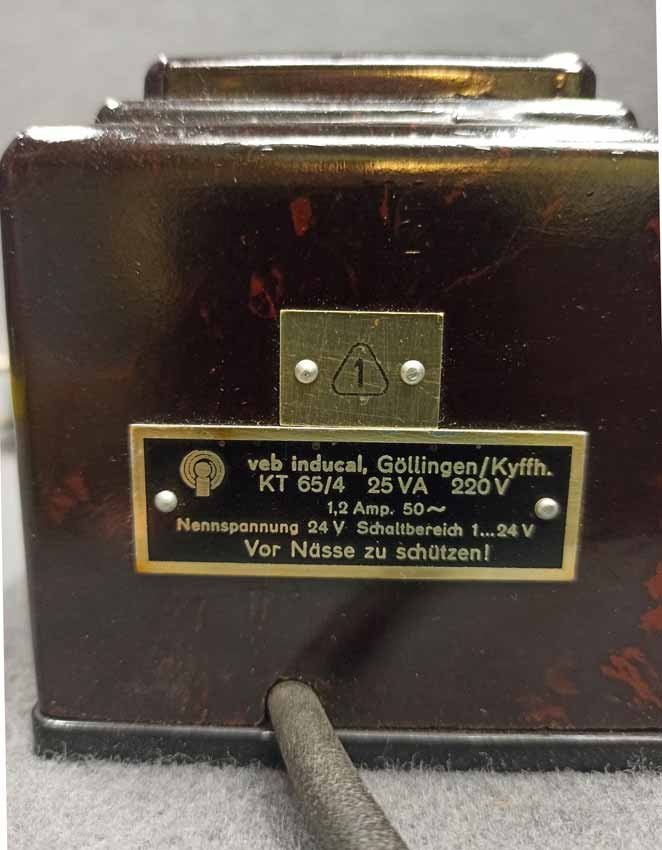 1
veb inducal, Göllingen/Kyffh.
KT 65/4 25 VA 220 V
1,2 Amp. 50~
Nennspannung 24 V Schaltbereich 1...24 V
Vor Nässe zu schützen!